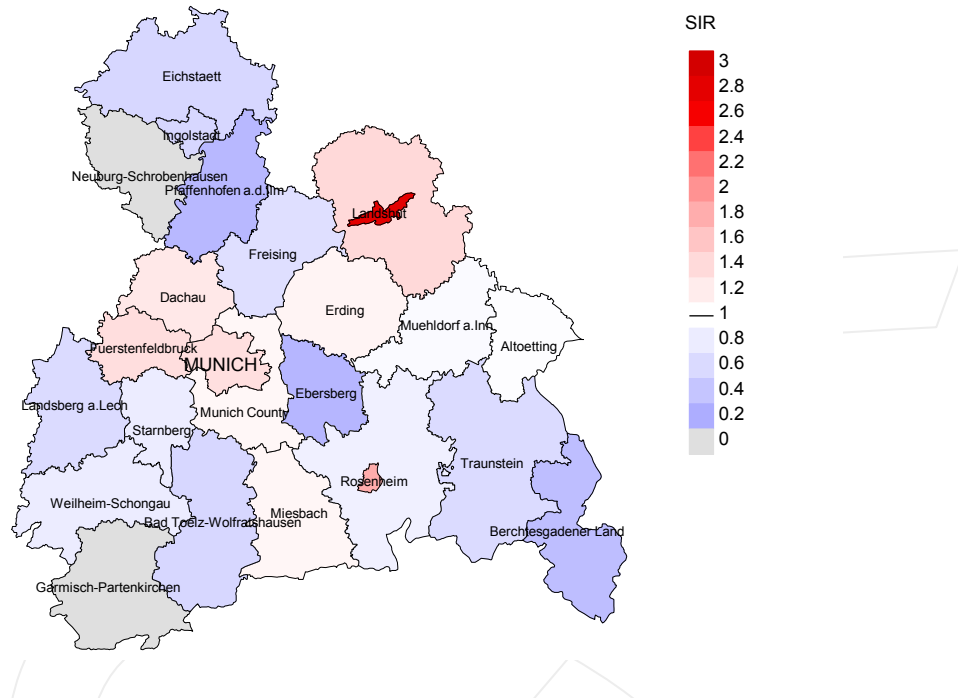 SIR
3
2.8
2.6
2.4
2.2
2
1.8
1.6
1.4
1.2
1
0.8
0.6
0.4
0.2
0
Eichstaett
Ingolstadt
Neuburg-Schrobenhausen
Pfaffenhofen a.d.Ilm
Landshut
Freising
Dachau
Erding
Muehldorf a.Inn
Altoetting
Fuerstenfeldbruck
MUNICH
Ebersberg
Landsberg a.Lech
Munich County
Starnberg
Traunstein
Rosenheim
Weilheim-Schongau
Miesbach
Bad Toelz-Wolfratshausen
Berchtesgadener Land
Garmisch-Partenkirchen